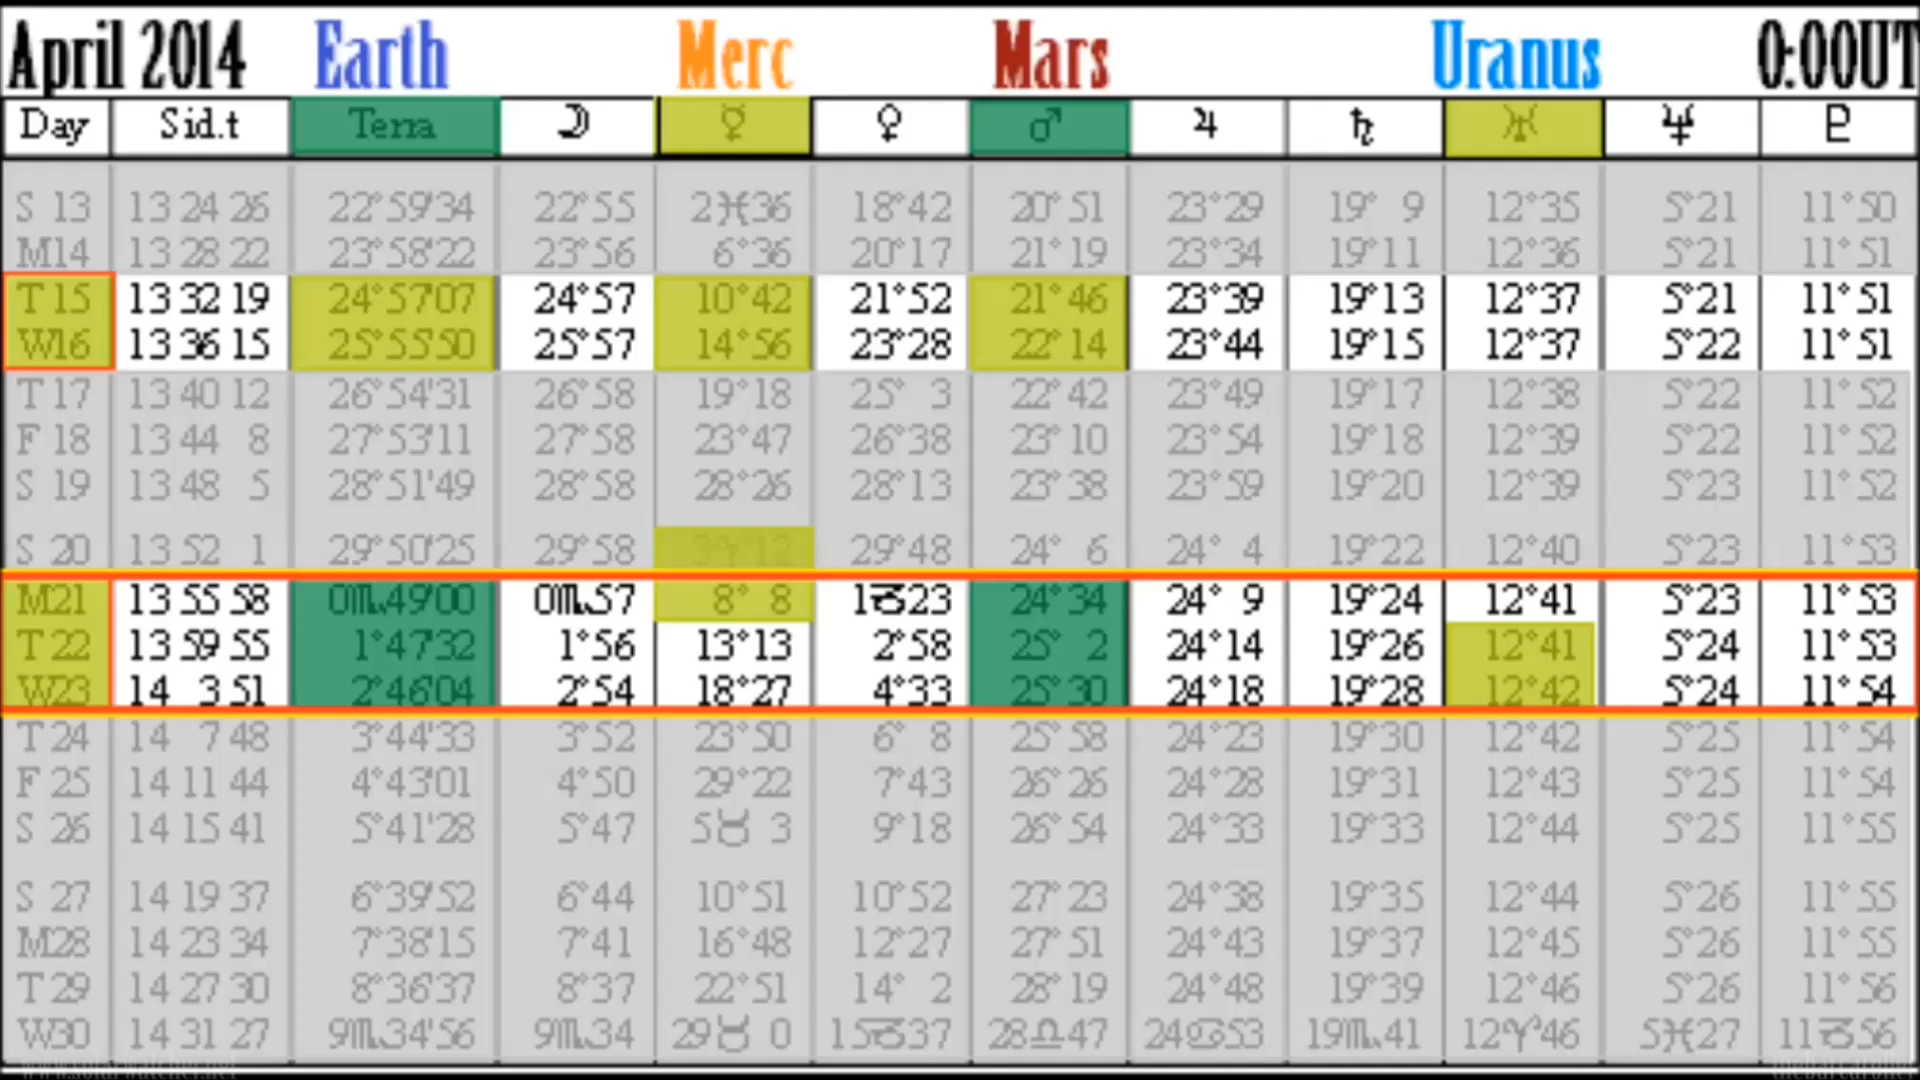 April 2014 Earth Merc Mars Uranus 0:00UT
Day Sid.t Terra ☽ ☿ ♀ ♂ ♃ ♄ ♅ ♆ ♇
S 13 13 24 26 22°59'34 22°55 2♓36 18°42 20°51 23°29 19° 9 12°35 5°21 11°50
M14 13 28 22 23°58'22 23°56 6°36 20°17 21°19 23°34 19°11 12°36 5°21 11°51
T 15 13 32 19 24°57'07 24°57 10°42 21°52 21°46 23°39 19°13 12°37 5°21 11°51
W16 13 36 15 25°55'50 25°57 14°56 23°28 22°14 23°44 19°15 12°37 5°22 11°51
T 17 13 40 12 26°54'31 26°58 19°18 25° 3 22°42 23°49 19°17 12°38 5°22 11°52
F 18 13 44 8 27°53'11 27°58 23°47 26°38 23°10 23°54 19°18 12°39 5°22 11°52
S 19 13 48 5 28°51'49 28°58 28°26 28°13 23°38 23°59 19°20 12°39 5°23 11°52
S 20 13 52 1 29°50'25 29°58 3♈12 29°48 24° 6 24° 4 19°22 12°40 5°23 11°53
M21 13 55 58 0♏49'00 0♏57 8° 8 1♉23 24°34 24° 9 19°24 12°41 5°23 11°53
T 22 13 59 55 1°47'32 1°56 13°13 2°58 25° 2 24°14 19°26 12°41 5°24 11°53
W23 14 3 51 2°46'04 2°54 18°27 4°33 25°30 24°18 19°28 12°42 5°24 11°54
T 24 14 7 48 3°44'33 3°52 23°50 6° 8 25°58 24°23 19°30 12°42 5°25 11°54
F 25 14 11 44 4°43'01 4°50 29°22 7°43 26°26 24°28 19°31 12°43 5°25 11°54
S 26 14 15 41 5°41'28 5°47 5♉ 3 9°18 26°54 24°33 19°33 12°44 5°25 11°55
S 27 14 19 37 6°39'52 6°44 10°51 10°52 27°23 24°38 19°35 12°44 5°26 11°55
M28 14 23 34 7°38'15 7°41 16°48 12°27 27°51 24°43 19°37 12°45 5°26 11°55
T 29 14 27 30 8°36'37 8°37 22°51 14° 2 28°19 24°48 19°39 12°46 5°26 11°56
W30 14 31 27 9♏34'56 9♏34 29♉ 0 15♑37 28♎47 24♋53 19♏41 12♈46 5♓27 11♑56